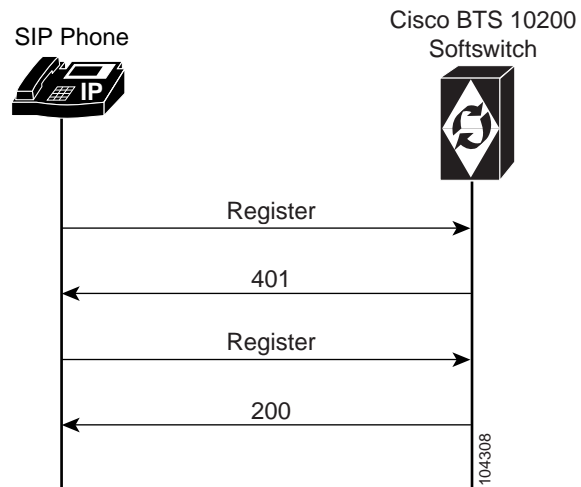 SIP Phone
Cisco BTS 10200
Softswitch
IP
Register
401
Register
200
104308